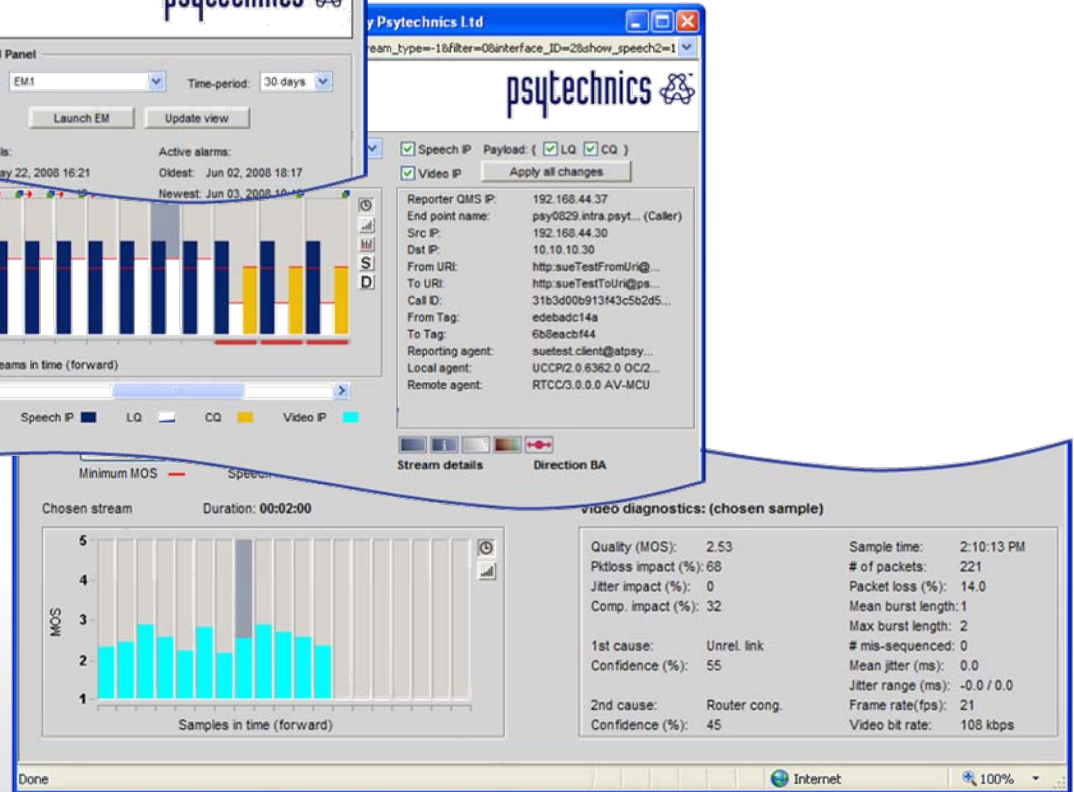 psytechnics
Panel
EM1
Time-period: 30 days
Launch EM
Update view
ls:
Active alarms:
ay 22, 2008 16:21
Oldest: Jun 02, 2008 18:17
Newest: Jun 03, 2008
y Psytechnics Ltd
ream_type=-1&filter=0&interface_ID=2&show_speech2=1
psytechnics
Speech IP Payload: { LQ CQ }
Video IP
Apply all changes
Reporter QMS IP: 192.168.44.37
End point name: psy0829.intra.psyt... (Caller)
Src IP: 192.168.44.30
Dst IP: 10.10.10.30
From URI: http:sueTestFromUri@...
To URI: http:sueTestToUri@ps...
Call ID: 31b3d00b913f43c5b2d5...
From Tag: edebadc14a
To Tag: 6b8eacbf44
Reporting agent: suetest.client@atpsy...
Local agent: UCCP/2.0.6362.0 OC/2...
Remote agent: RTCC/3.0.0.0 AV-MCU
S
D
eams in time (forward)
Speech IP LQ CQ Video IP
Stream details Direction BA
Minimum MOS
Chosen stream Duration: 00:02:00
5
4
3
2
1
MOS
Samples in time (forward)
Video diagnostics: (chosen sample)
Quality (MOS): 2.53
Pktloss impact (%): 68
Jitter impact (%): 0
Comp. impact (%): 32
1st cause: Unrel. link
Confidence (%): 55
2nd cause: Router cong.
Confidence (%): 45
Sample time: 2:10:13 PM
# of packets: 221
Packet loss (%): 14.0
Mean burst length: 1
Max burst length: 2
# mis-sequenced: 0
Mean jitter (ms): 0.0
Jitter range (ms): -0.0 / 0.0
Frame rate(fps): 21
Video bit rate: 108 kbps
Done
Internet
100%